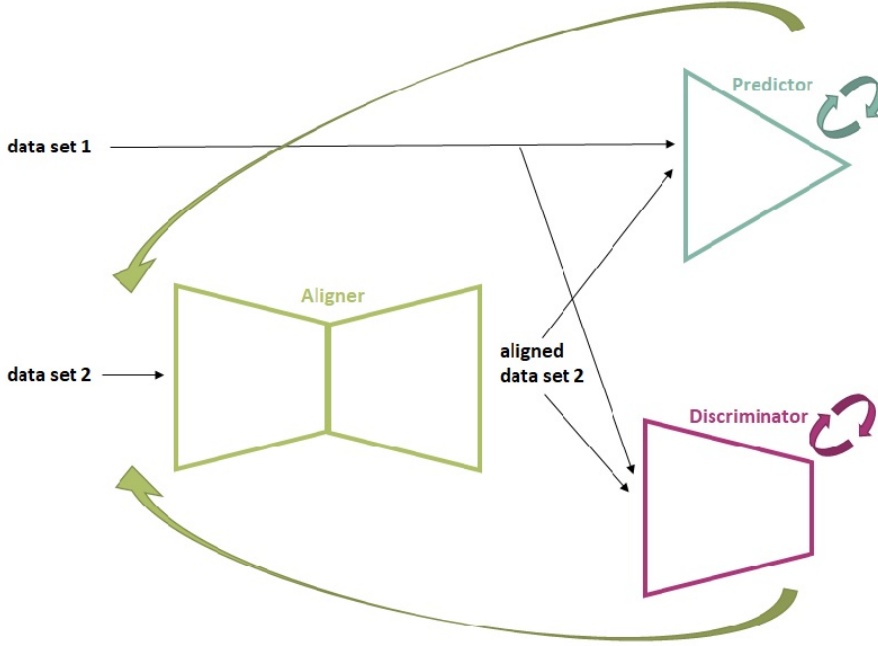 Predictor
data set 1
Aligner
aligned
data set 2
data set 2
Discriminator